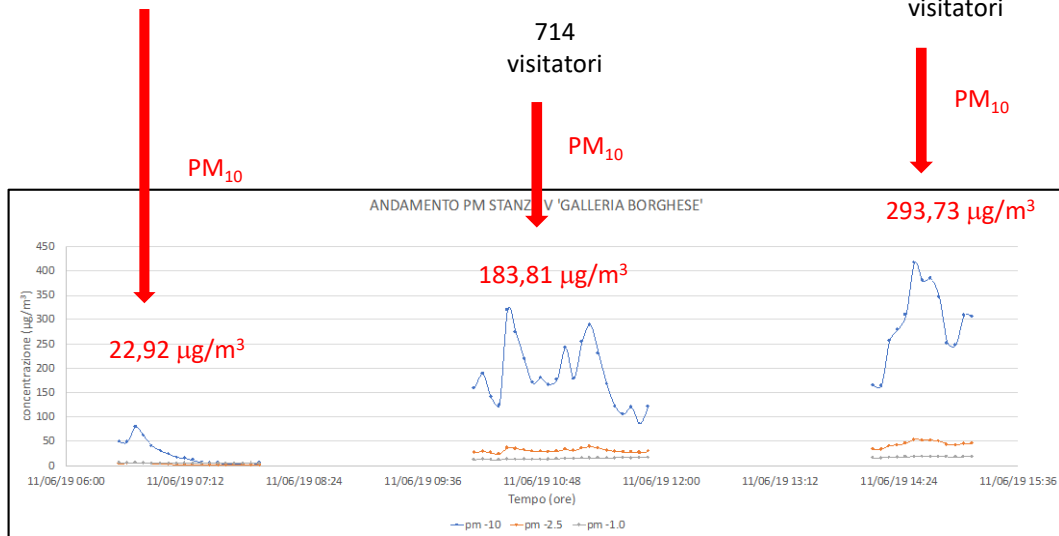 visitatori
714
visitatori
PM10
PM10
PM10
ANDAMENTO PM STANZ V 'GALLERIA BORGHESE'
293,73 µg/m³
183,81 µg/m³
22,92 µg/m³
concentrazione (µg/m³)
450
400
350
300
250
200
150
100
50
0
11/06/19 06:00 11/06/19 07:12 11/06/19 08:24 11/06/19 09:36 11/06/19 10:48 11/06/19 12:00 11/06/19 13:12 11/06/19 14:24 11/06/19 15:36
Tempo (ore)
pm -10 pm -2.5 pm -1.0